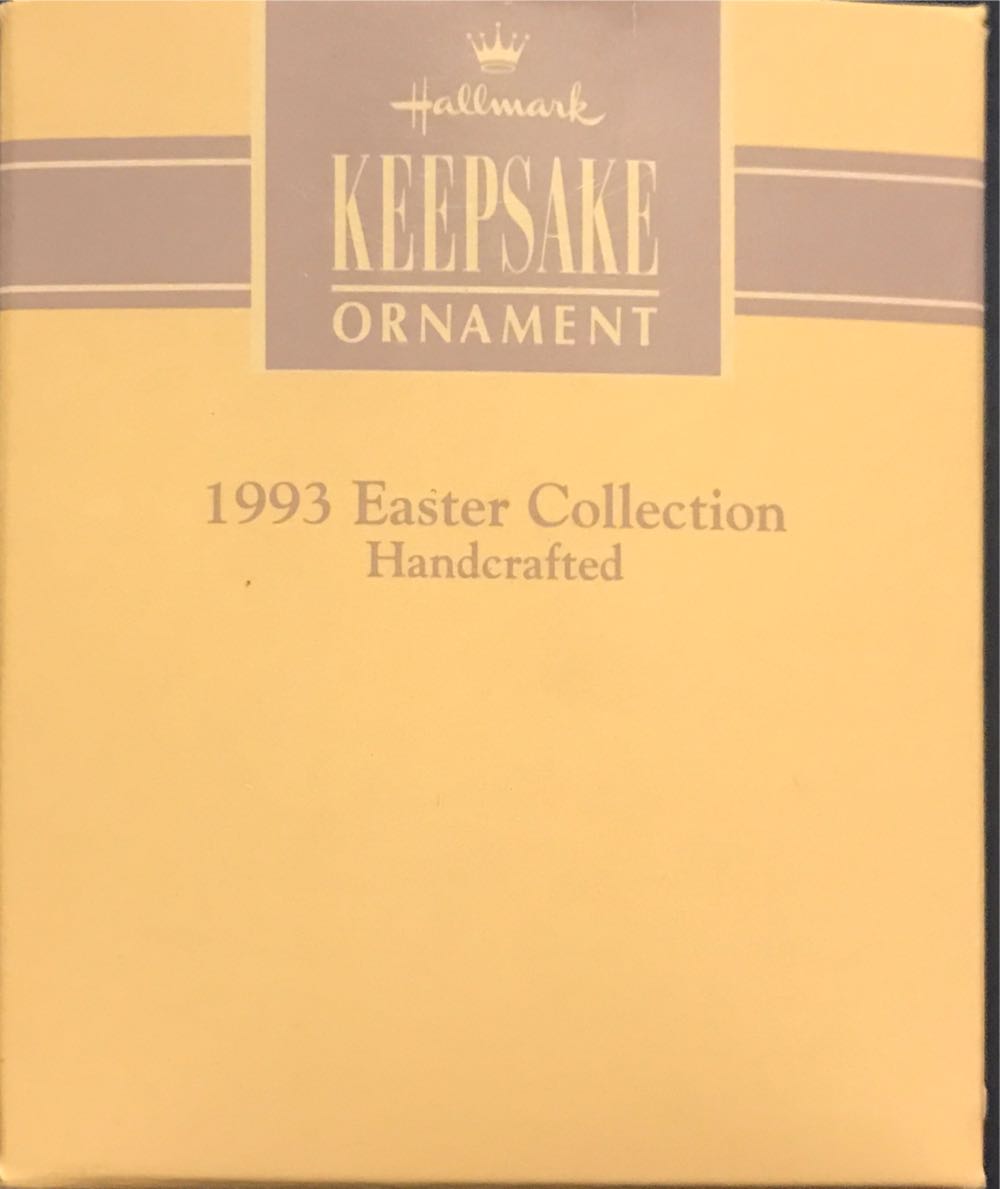 Hallmark
KEEPSAKE
ORNAMENT
1993 Easter Collection
Handcrafted